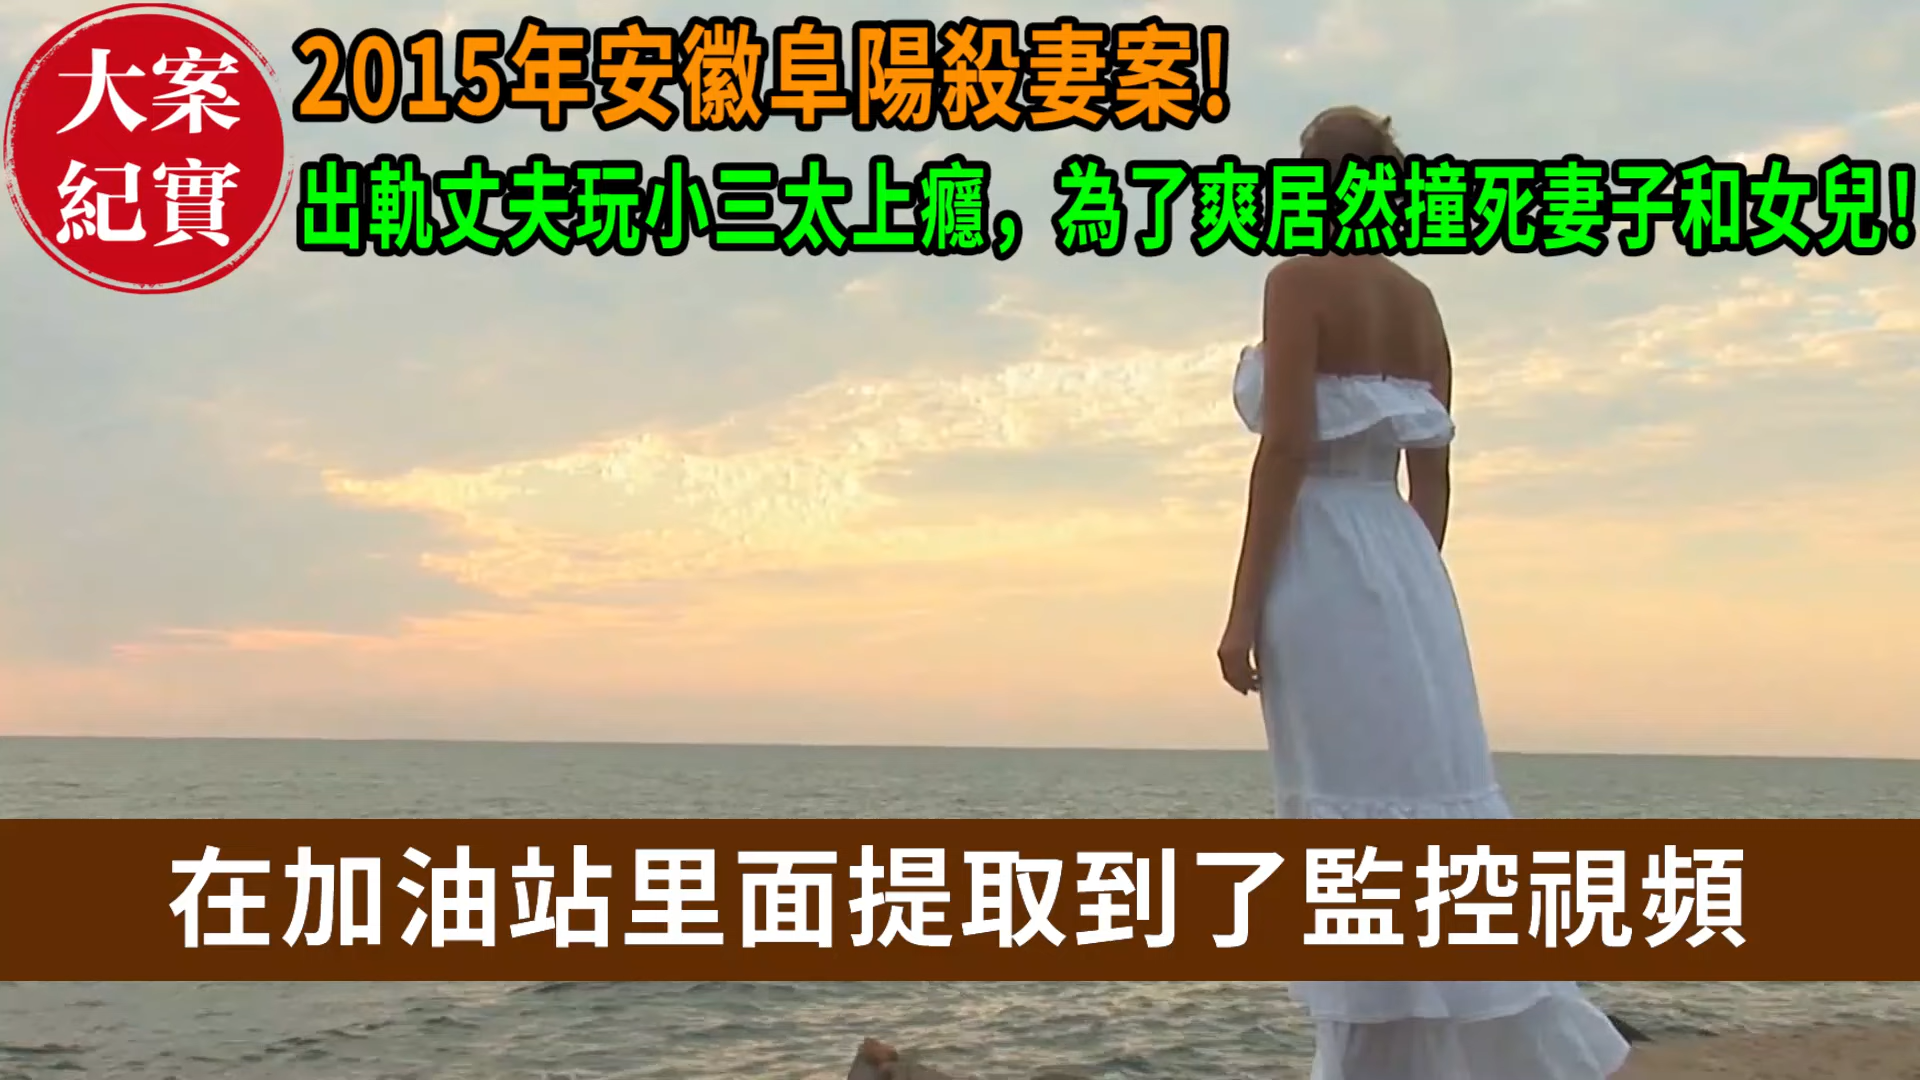 大案
紀實
2015年安徽阜陽殺妻案!
出軌丈夫玩小三太上癮，為了爽居然撞死妻子和女兒!
在加油站里面提取到了監控視頻